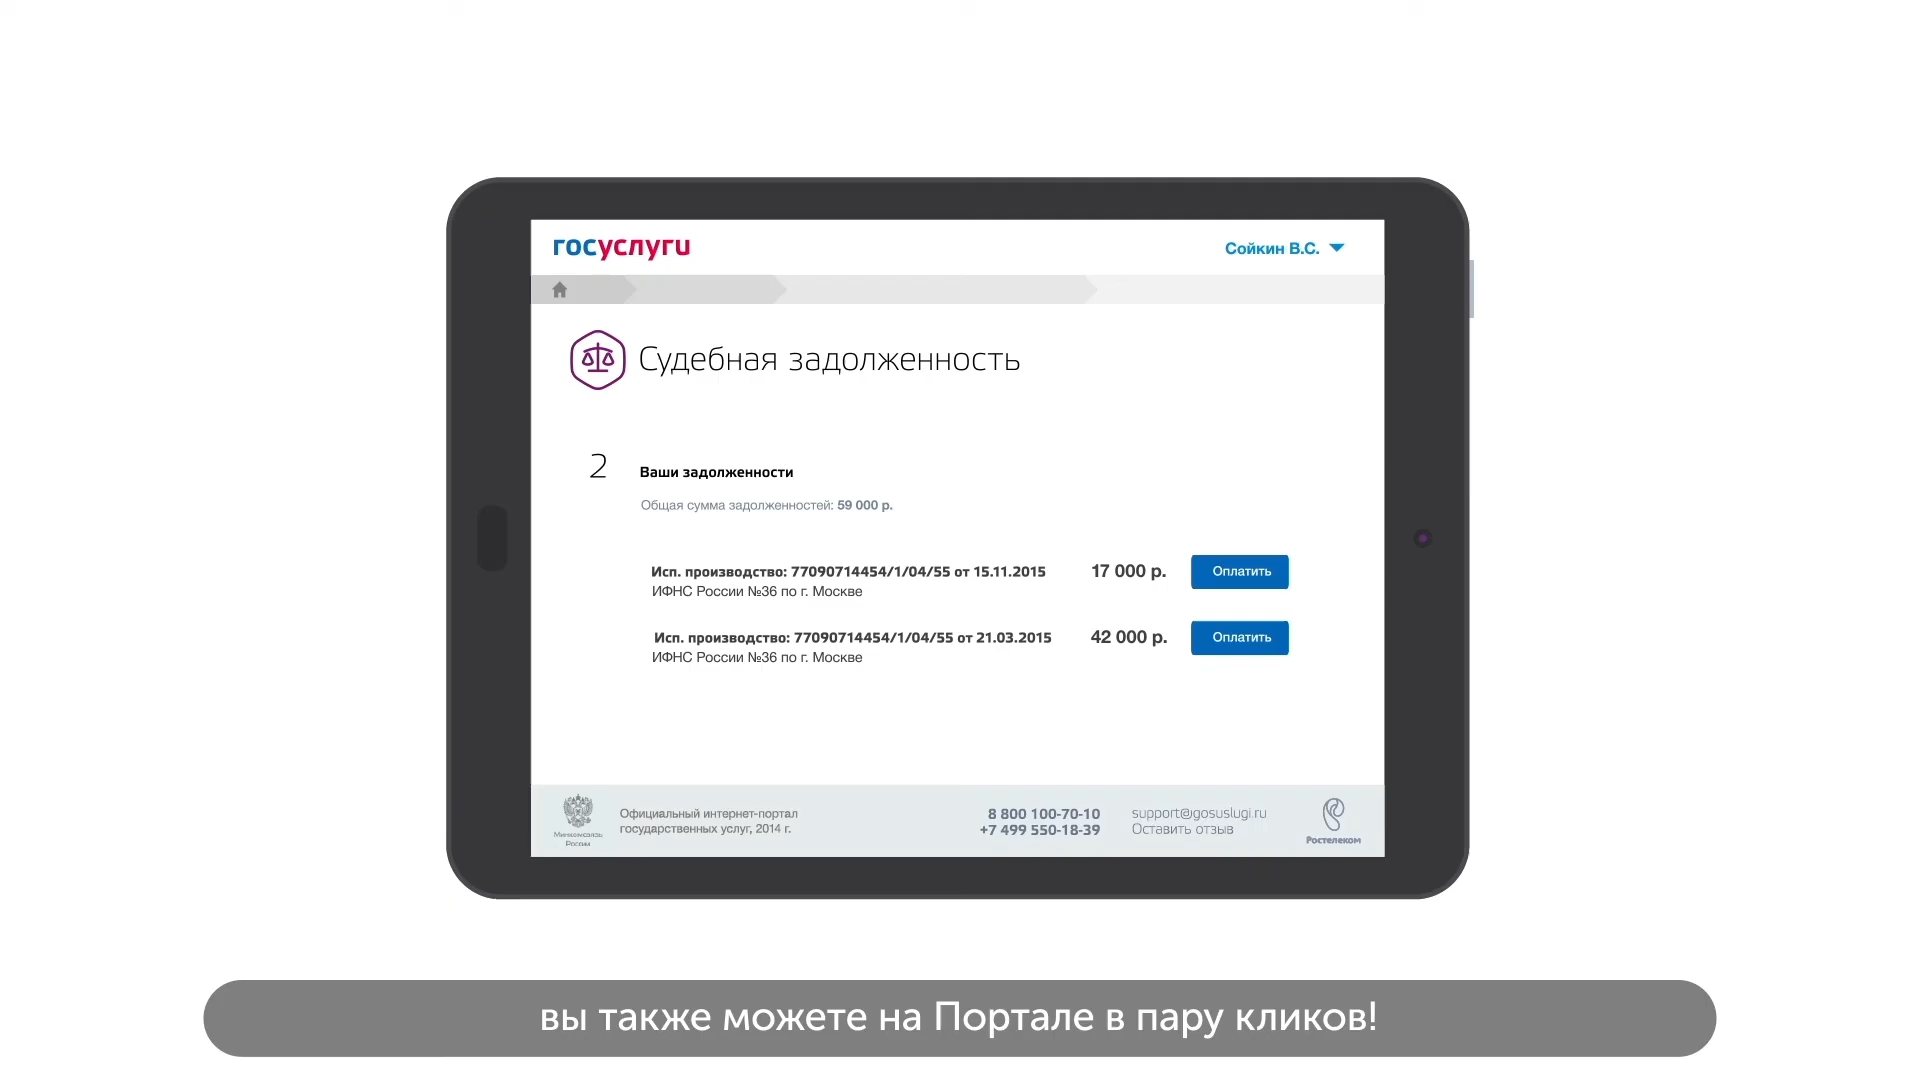 госуслуги
Сойкин В.С.
Судебная задолженность
2
Ваши задолженности
Общая сумма задолженностей: 59 000 р.
Исп. производство: 77090714454/1/04/55 от 15.11.2015 17 000 р. Оплатить
ИФНС России №36 по г. Москве
Исп. производство: 77090714454/1/04/55 от 21.03.2015 42 000 р. Оплатить
ИФНС России №36 по г. Москве
Минкомсвязь
России
Официальный интернет-портал
государственных услуг, 2014 г.
8 800 100-70-10
+7 499 550-18-39
support@gosuslugi.ru
Оставить отзыв
Ростелеком
вы также можете на Портале в пару кликов!